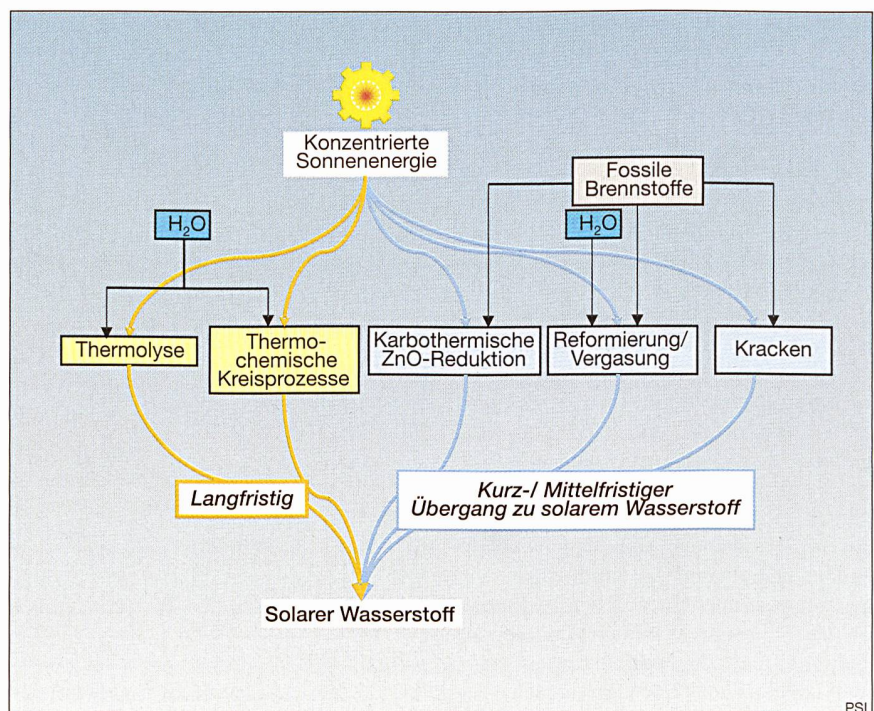 Konzentrierte
Sonnenenergie
Fossile
Brennstoffe
H₂O
H₂O
Thermolyse
Thermo-
chemische
Kreisprozesse
Karbothermische
ZnO-Reduktion
Reformierung/
Vergasung
Kracken
Langfristig
Kurz-/ Mittelfristiger
Übergang zu solarem Wasserstoff
Solarer Wasserstoff
PSI